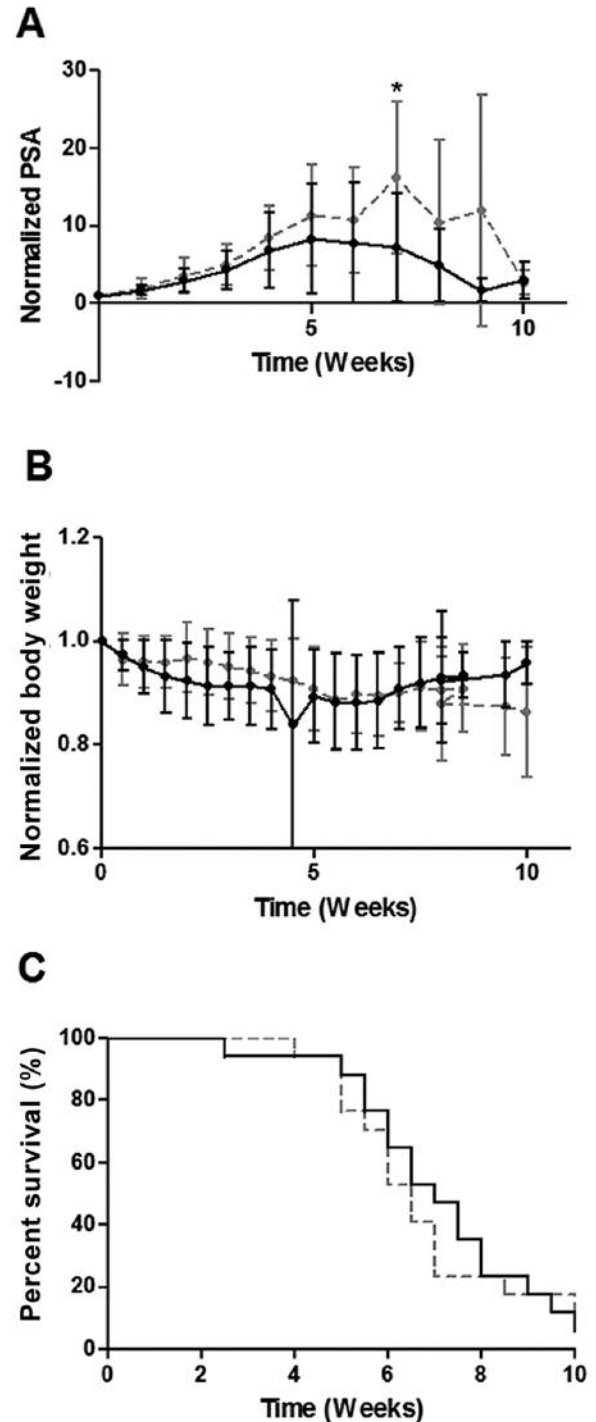 A
Normalized PSA
30
*
20
10
0
5
10
-10
Time (Weeks)
B
Normalized body weight
1.2
1.0
0.8
0.6
0
5
10
Time (Weeks)
C
Percent survival (%)
100
80
60
40
20
0
0 2 4 6 8 10
Time (Weeks)